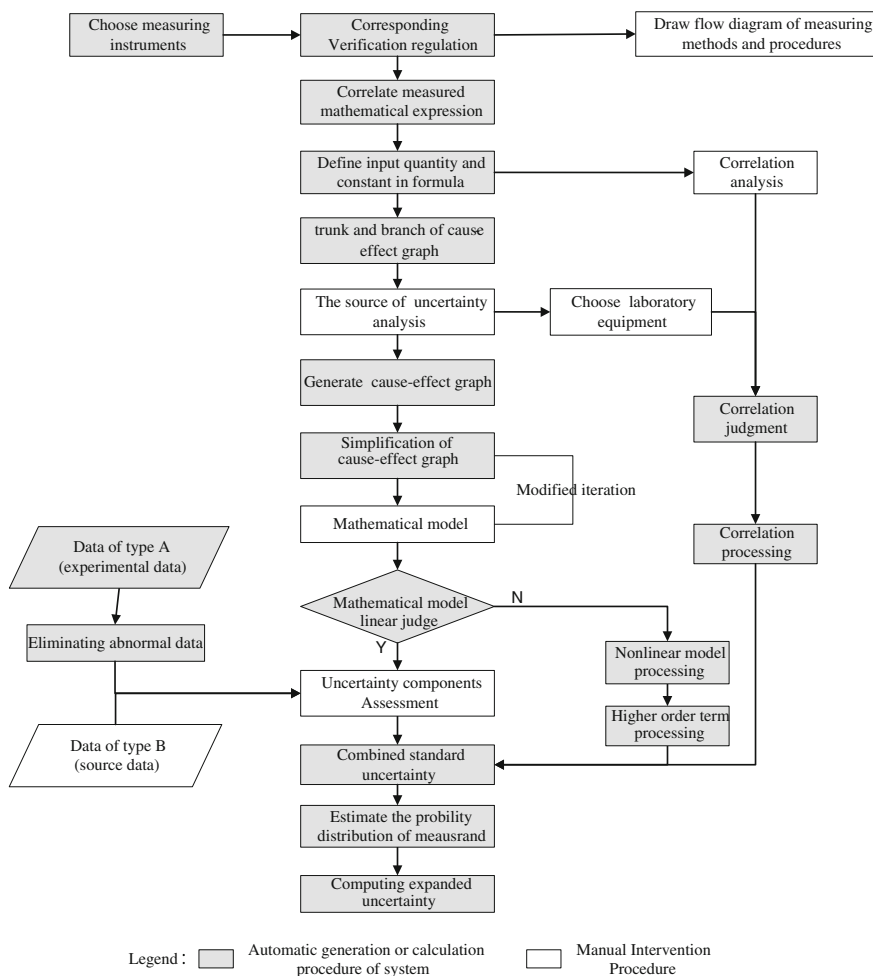 Choose measuring
instruments
Corresponding
Verification regulation
Draw flow diagram of measuring
methods and procedures
Correlate measured
mathematical expression
Define input quantity and
constant in formula
Correlation
analysis
trunk and branch of cause-
effect graph
The source of uncertainty
analysis
Choose laboratory
equipment
Generate cause-effect graph
Correlation
judgment
Simplification of
cause-effect graph
Modified iteration
Mathematical model
Correlation
processing
Data of type A
(experimental data)
Mathematical model
linear judge
N
Y
Eliminating abnormal data
Nonlinear model
processing
Uncertainty components
Assessment
Higher order term
processing
Data of type B
(source data)
Combined standard
uncertainty
Estimate the probility
distribution of meausrand
Computing expanded
uncertainty
Legend :
Automatic generation or calculation
procedure of system
Manual Intervention
Procedure